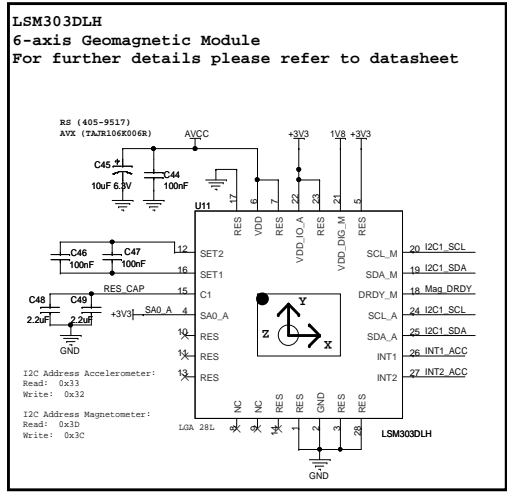 LSM303DLH
6-axis Geomagnetic Module
For further details please refer to datasheet
RS (405-9517)
AVX (TAJR106K006R)
AVCC
+3V3
1V8
+3V3
C45
10uF 6.3V
C44
100nF
U11
17
6
7
22
23
21
5
RES
VDD
RES
VDD_IO_A
RES
VDD_DIG_M
RES
C46
100nF
C47
100nF
12
SET2
16
SET1
RES_CAP
15
C1
C48
2.2uF
C49
2.2uF
+3V3
SA0_A
4
SA0_A
GND
10
RES
11
RES
13
RES
Y
Z
X
SCL_M
20
I2C1_SCL
SDA_M
19
I2C1_SDA
DRDY_M
18
Mag_DRDY
SCL_A
24
I2C1_SCL
SDA_A
25
I2C1_SDA
INT1
26
INT1_ACC
INT2
27
INT2_ACC
I2C Address Accelerometer:
Read: 0x33
Write: 0x32
I2C Address Magnetometer:
Read: 0x3D
Write: 0x3C
NC
NC
RES
RES
GND
RES
RES
LGA 28L
8
9
14
1
2
3
28
LSM303DLH
GND